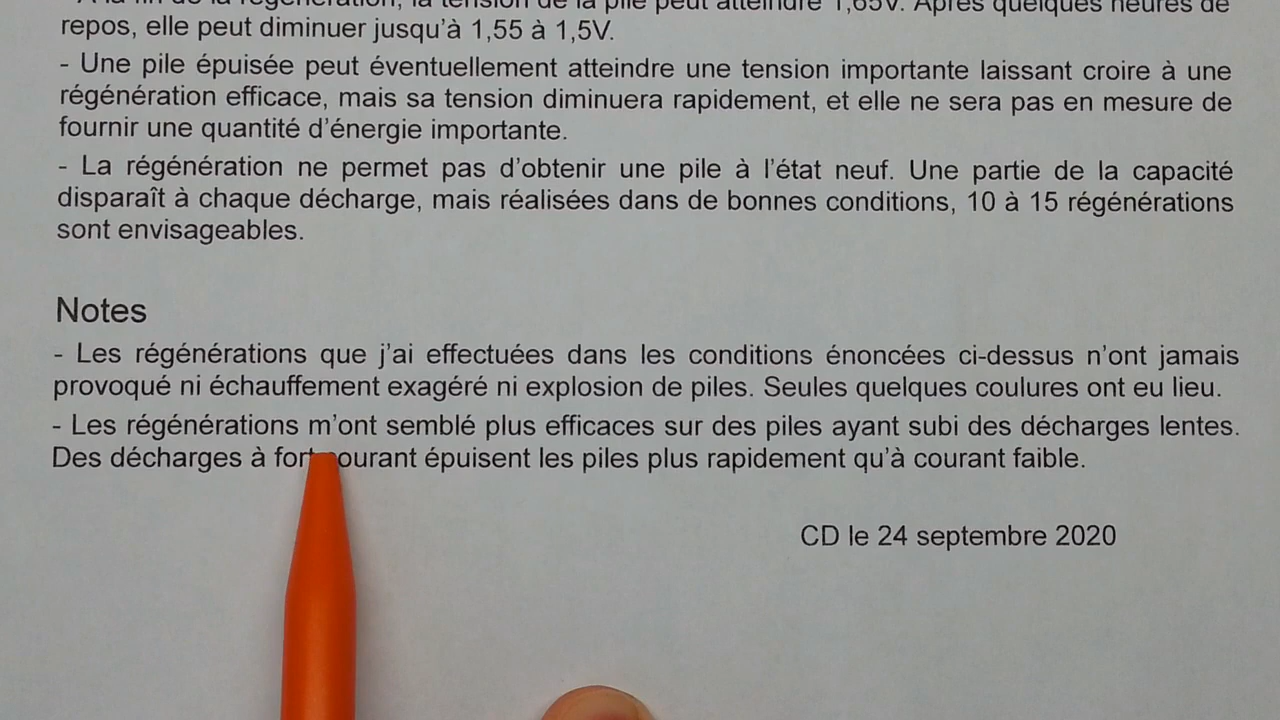 A la fin de la régénération, la tension de la pile peut atteindre 1,65V. Après quelques heures de
repos, elle peut diminuer jusqu’à 1,55 à 1,5V.
- Une pile épuisée peut éventuellement atteindre une tension importante laissant croire à une
régénération efficace, mais sa tension diminuera rapidement, et elle ne sera pas en mesure de
fournir une quantité d’énergie importante.
- La régénération ne permet pas d’obtenir une pile à l’état neuf. Une partie de la capacité
disparaît à chaque décharge, mais réalisées dans de bonnes conditions, 10 à 15 régénérations
sont envisageables.
Notes
- Les régénérations que j’ai effectuées dans les conditions énoncées ci-dessus n’ont jamais
provoqué ni échauffement exagéré ni explosion de piles. Seules quelques coulures ont eu lieu.
- Les régénérations m’ont semblé plus efficaces sur des piles ayant subi des décharges lentes.
Des décharges à fort courant épuisent les piles plus rapidement qu’à courant faible.
CD le 24 septembre 2020